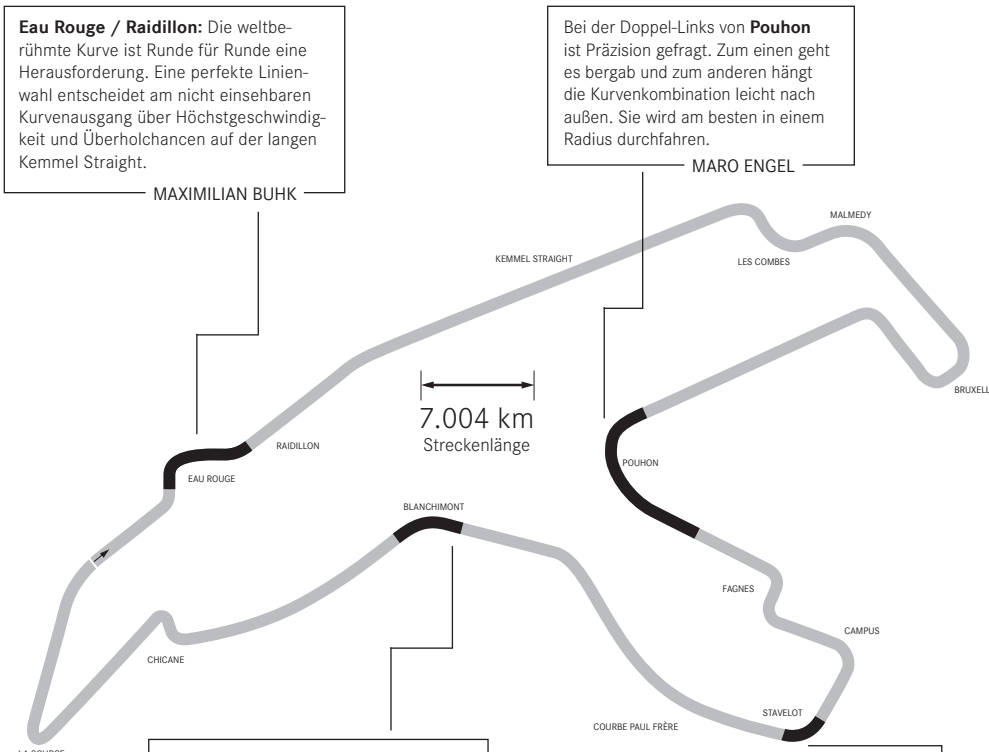 Eau Rouge / Raidillon: Die weltbe-
rühmte Kurve ist Runde für Runde eine
Herausforderung. Eine perfekte Linien-
wahl entscheidet am nicht einsehbaren
Kurvenausgang über Höchstgeschwindig-
keit und Überholchancen auf der langen
Kemmel Straight.
MAXIMILIAN BUHK
Bei der Doppel-Links von Pouhon
ist Präzision gefragt. Zum einen geht
es bergab und zum anderen hängt
die Kurvenkombination leicht nach
außen. Sie wird am besten in einem
Radius durchfahren.
MARO ENGEL
MALMEDY
KEMMEL STRAIGHT
LES COMBES
BRUXELL
7.004 km
Streckenlänge
RAIDILLON
POUHON
EAU ROUGE
BLANCHIMONT
FAGNES
CAMPUS
CHICANE
STAVELOT
COURBE PAUL FRÈRE
LA SOURCE